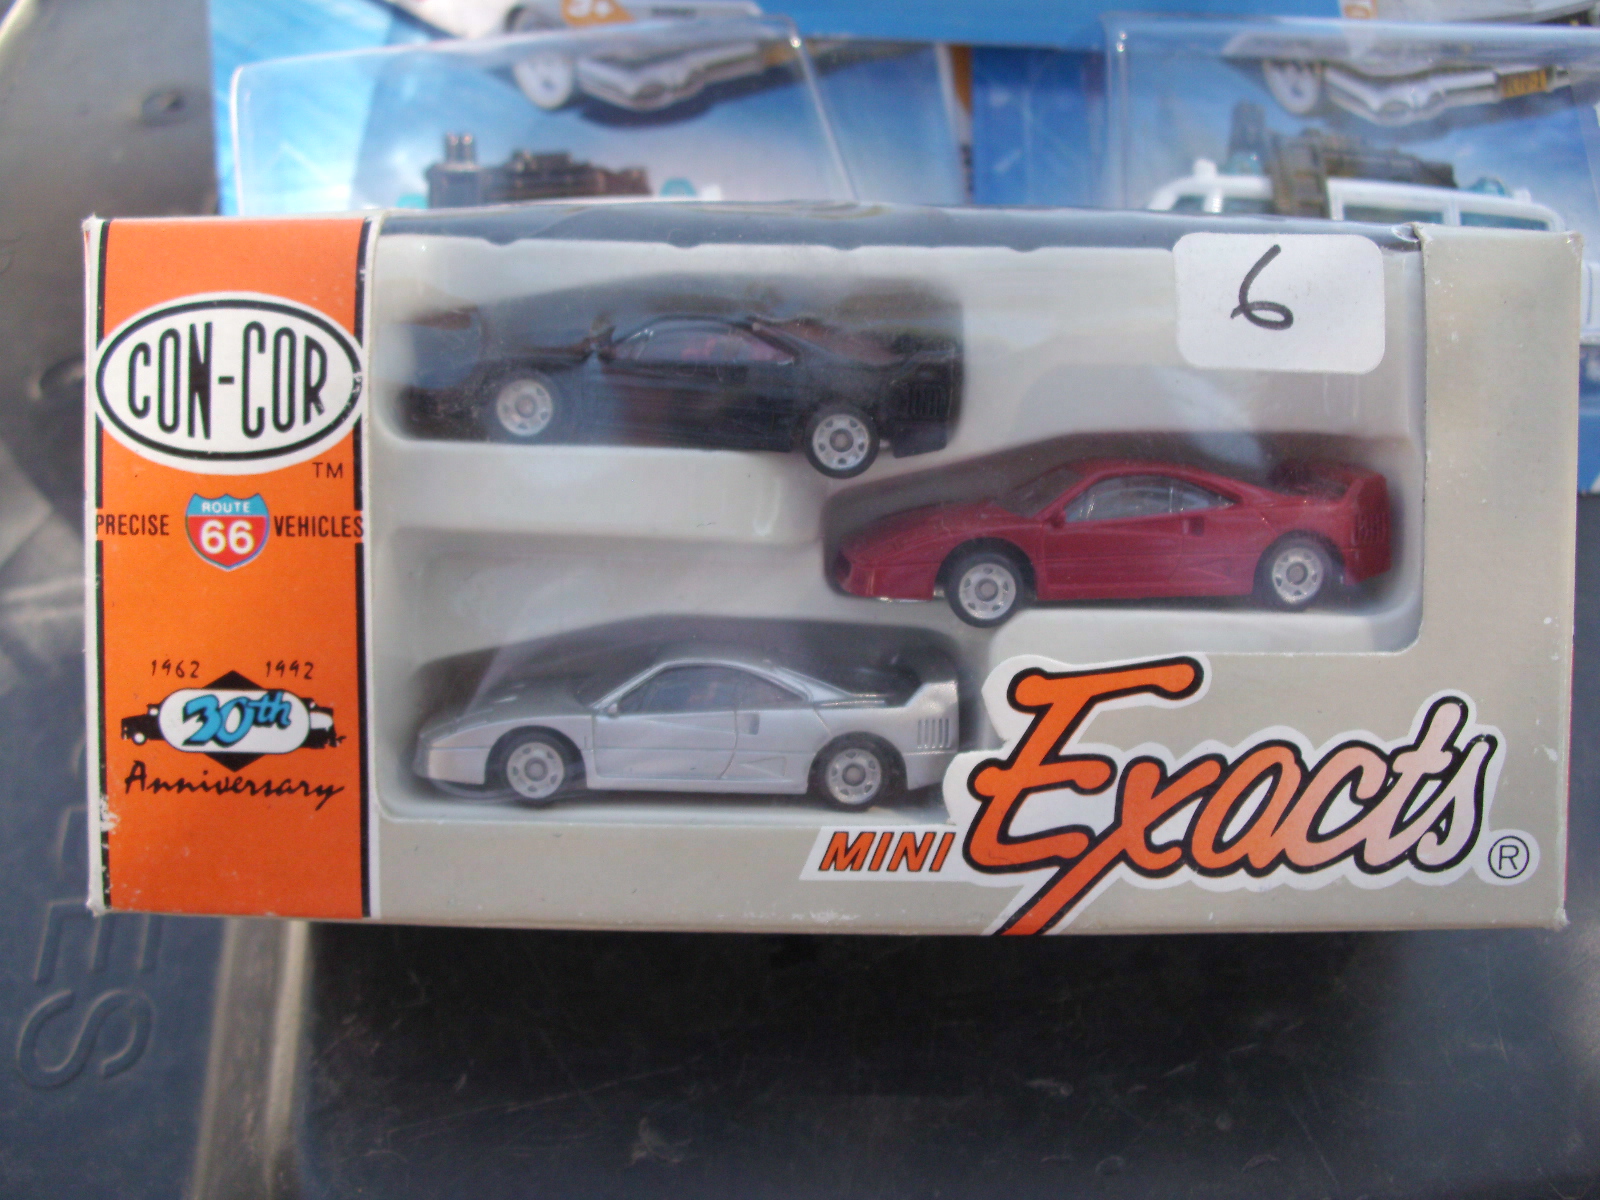 CON-COR
TM
PRECISE ROUTE 66 VEHICLES
1962 1992
30th
Anniversary
6
MINI Exacts ®